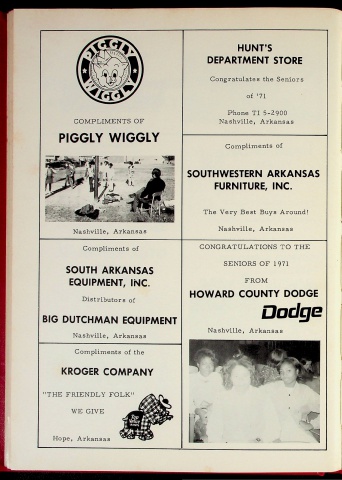 PIGGLY
WIGGLY
COMPLIMENTS OF
PIGGLY WIGGLY
Nashville, Arkansas
Compliments of
SOUTH ARKANSAS
EQUIPMENT, INC.
Distributors of
BIG DUTCHMAN EQUIPMENT
Nashville, Arkansas
Compliments of the
KROGER COMPANY
"THE FRIENDLY FOLK"
WE GIVE
Top Value Stamps
Hope, Arkansas
HUNT'S
DEPARTMENT STORE
Congratulates the Seniors
of '71
Phone TI 5-2900
Nashville, Arkansas
Compliments of
SOUTHWESTERN ARKANSAS
FURNITURE, INC.
The Very Best Buys Around!
Nashville, Arkansas
CONGRATULATIONS TO THE
SENIORS OF 1971
FROM
HOWARD COUNTY DODGE
Dodge
Nashville, Arkansas